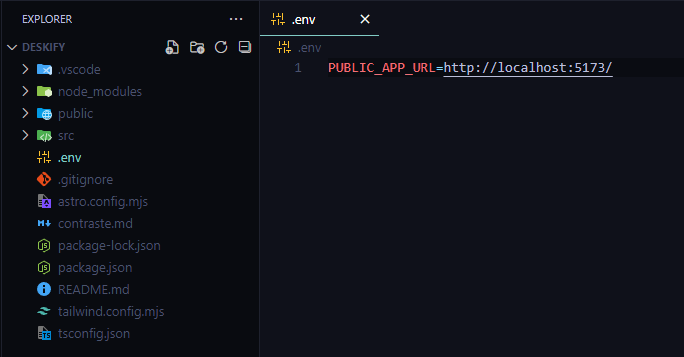 EXPLORER
DESKIFY
.vscode
node_modules
public
src
.env
.gitignore
astro.config.mjs
contraste.md
package-lock.json
package.json
README.md
tailwind.config.mjs
tsconfig.json
.env
.env
1 PUBLIC_APP_URL=http://localhost:5173/